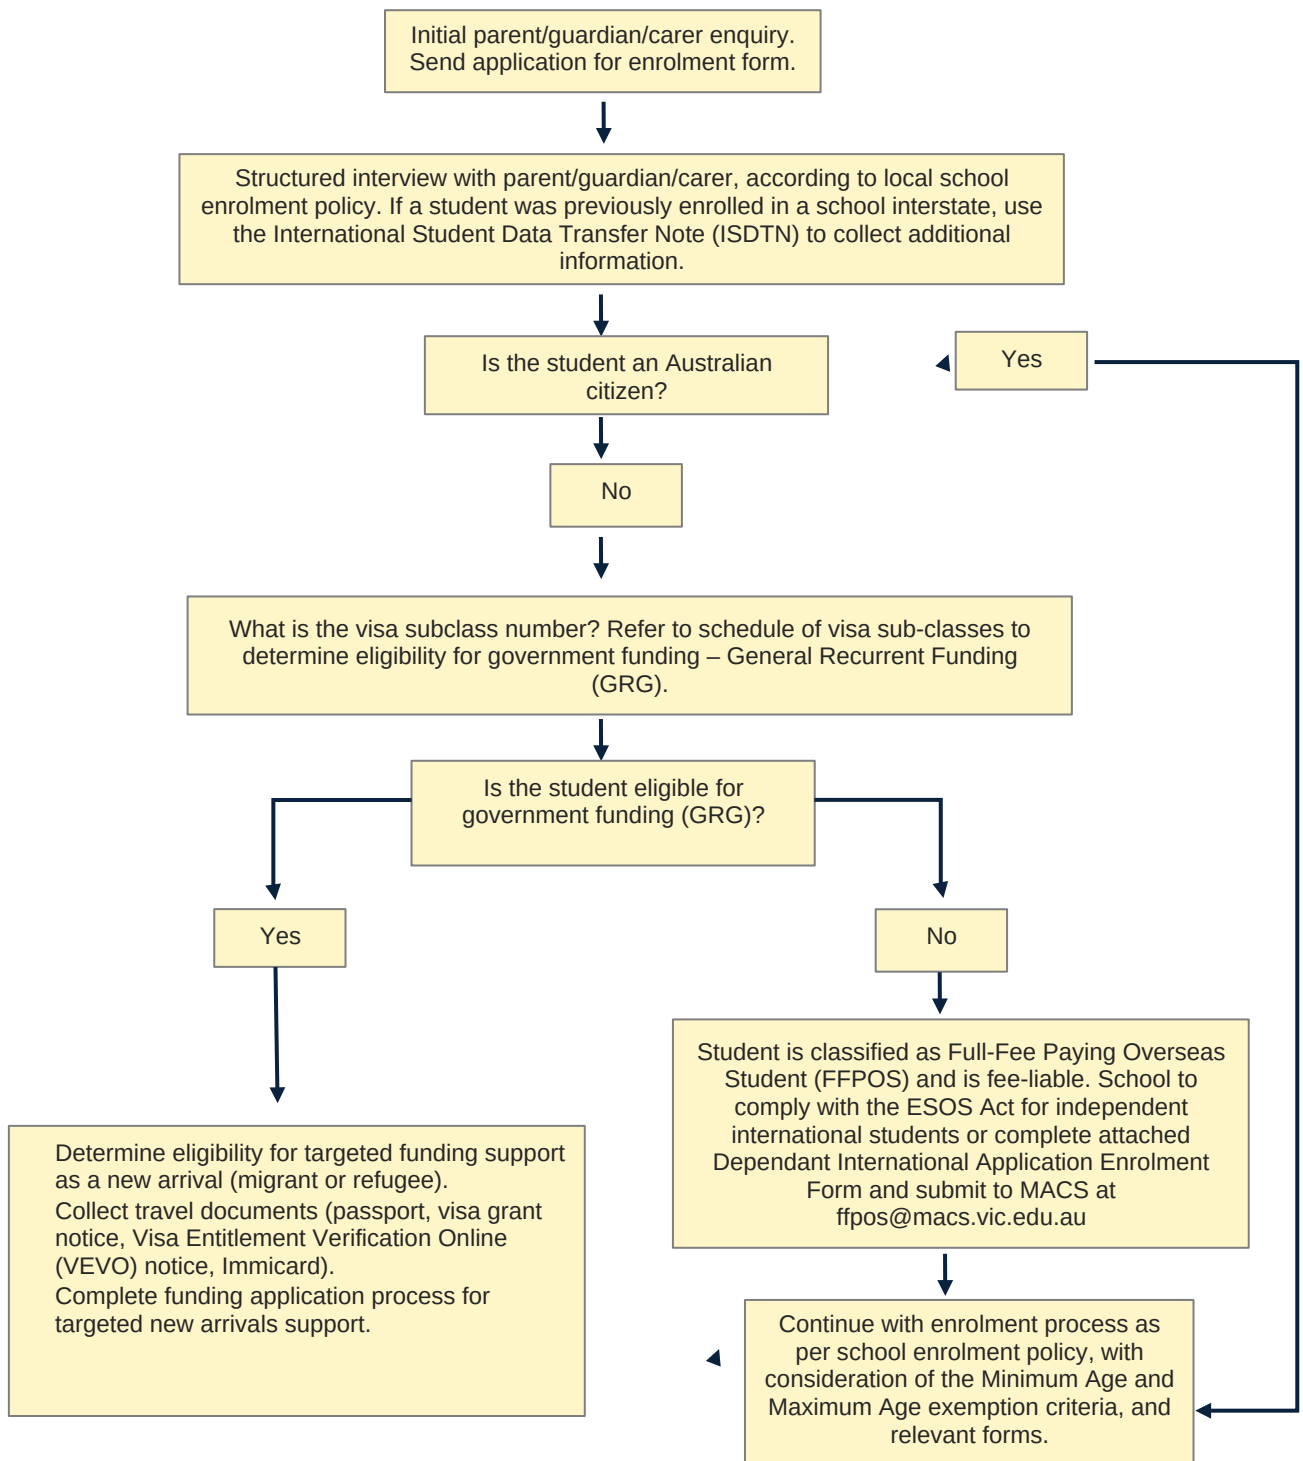 Initial parent/guardian/carer enquiry.
Send application for enrolment form.
Structured interview with parent/guardian/carer, according to local school
enrolment policy. If a student was previously enrolled in a school interstate, use
the International Student Data Transfer Note (ISDTN) to collect additional
information.
Is the student an Australian
citizen?
Yes
No
What is the visa subclass number? Refer to schedule of visa sub-classes to
determine eligibility for government funding – General Recurrent Funding
(GRG).
Is the student eligible for
government funding (GRG)?
Yes
No
Student is classified as Full-Fee Paying Overseas
Student (FFPOS) and is fee-liable. School to
comply with the ESOS Act for independent
international students or complete attached
Dependant International Application Enrolment
Form and submit to MACS at
ffpos@macs.vic.edu.au
Determine eligibility for targeted funding support
as a new arrival (migrant or refugee).
Collect travel documents (passport, visa grant
notice, Visa Entitlement Verification Online
(VEVO) notice, Immicard).
Complete funding application process for
targeted new arrivals support.
Continue with enrolment process as
per school enrolment policy, with
consideration of the Minimum Age and
Maximum Age exemption criteria, and
relevant forms.